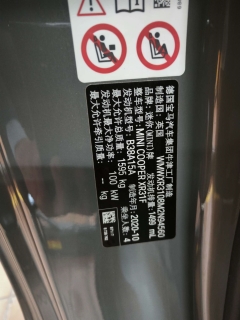 德国宝马汽车集团牛津工厂制造
WMWXR3108M2N94560
制造国：英国
品牌：迷你(MINI)牌
发动机排量：1499 mL
整车型号：MINI COOPER XR31F
发动机型号：B38A15A
制造年月：2020-10
最大允许总质量：1595 kg
乘坐人数：4
发动机最大净功率：100 kW
最大允许牵引质量：-- kg